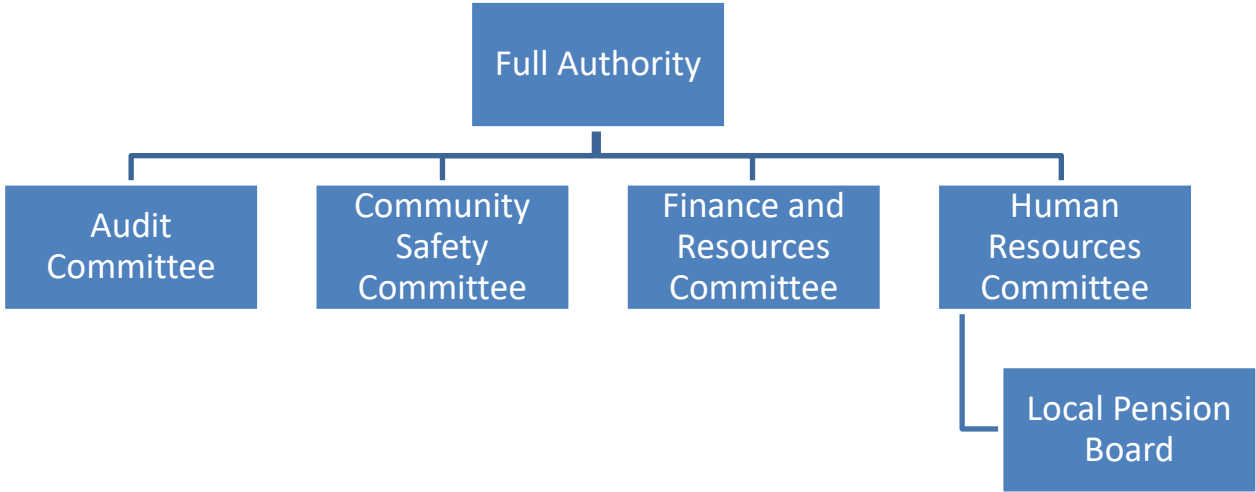 Full Authority
Audit
Committee
Community
Safety
Committee
Finance and
Resources
Committee
Human
Resources
Committee
Local Pension
Board